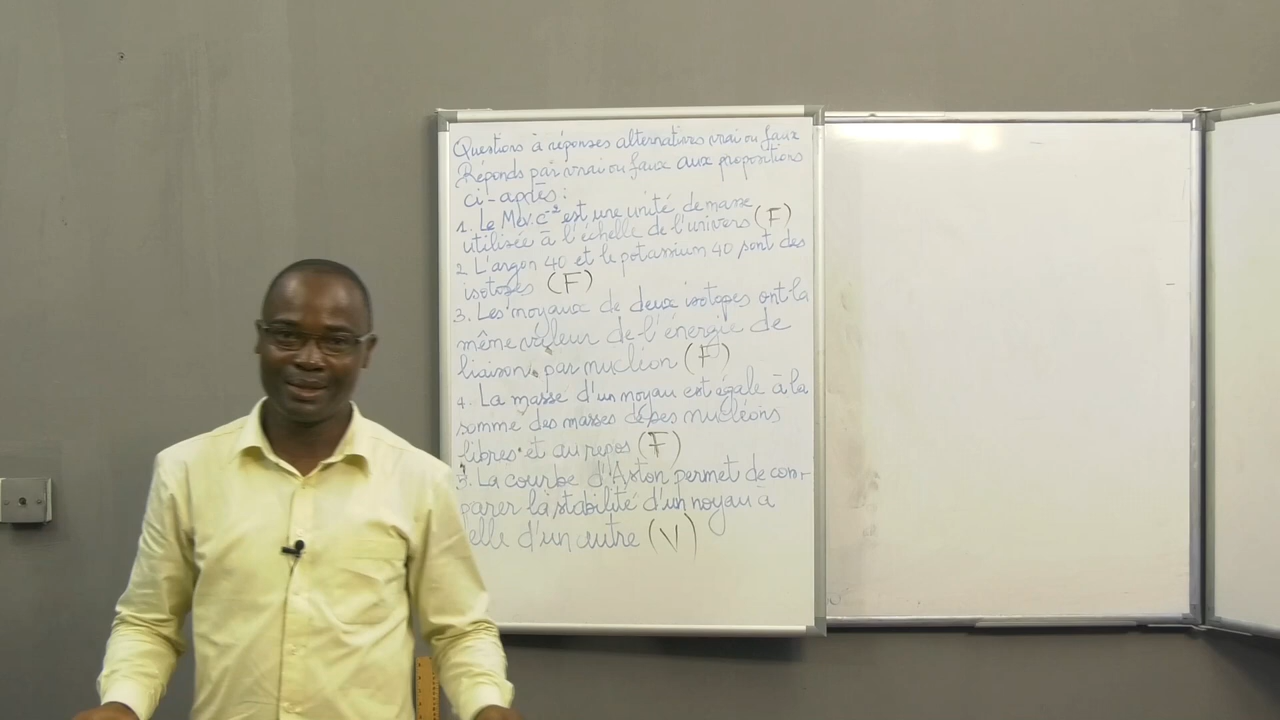 Questions à réponses alternatives vrai ou faux
Réponds par vrai ou faux aux propositions
ci-après :
1. Le Mev.c⁻² est une unité de masse
utilisée à l'échelle de l'univers (F)
2 L'argon 40 et le potassium 40 sont des
isotopes (F)
3. Les noyaux de deux isotopes ont la
même valeur de l'énergie de
liaison par nucléon (F)
4. La masse d'un noyau est égale à la
somme des masses de ses nucléons
libres et au repos (F)
5. La courbe d'Aston permet de com-
parer la stabilité d'un noyau à
elle d'un autre (V)